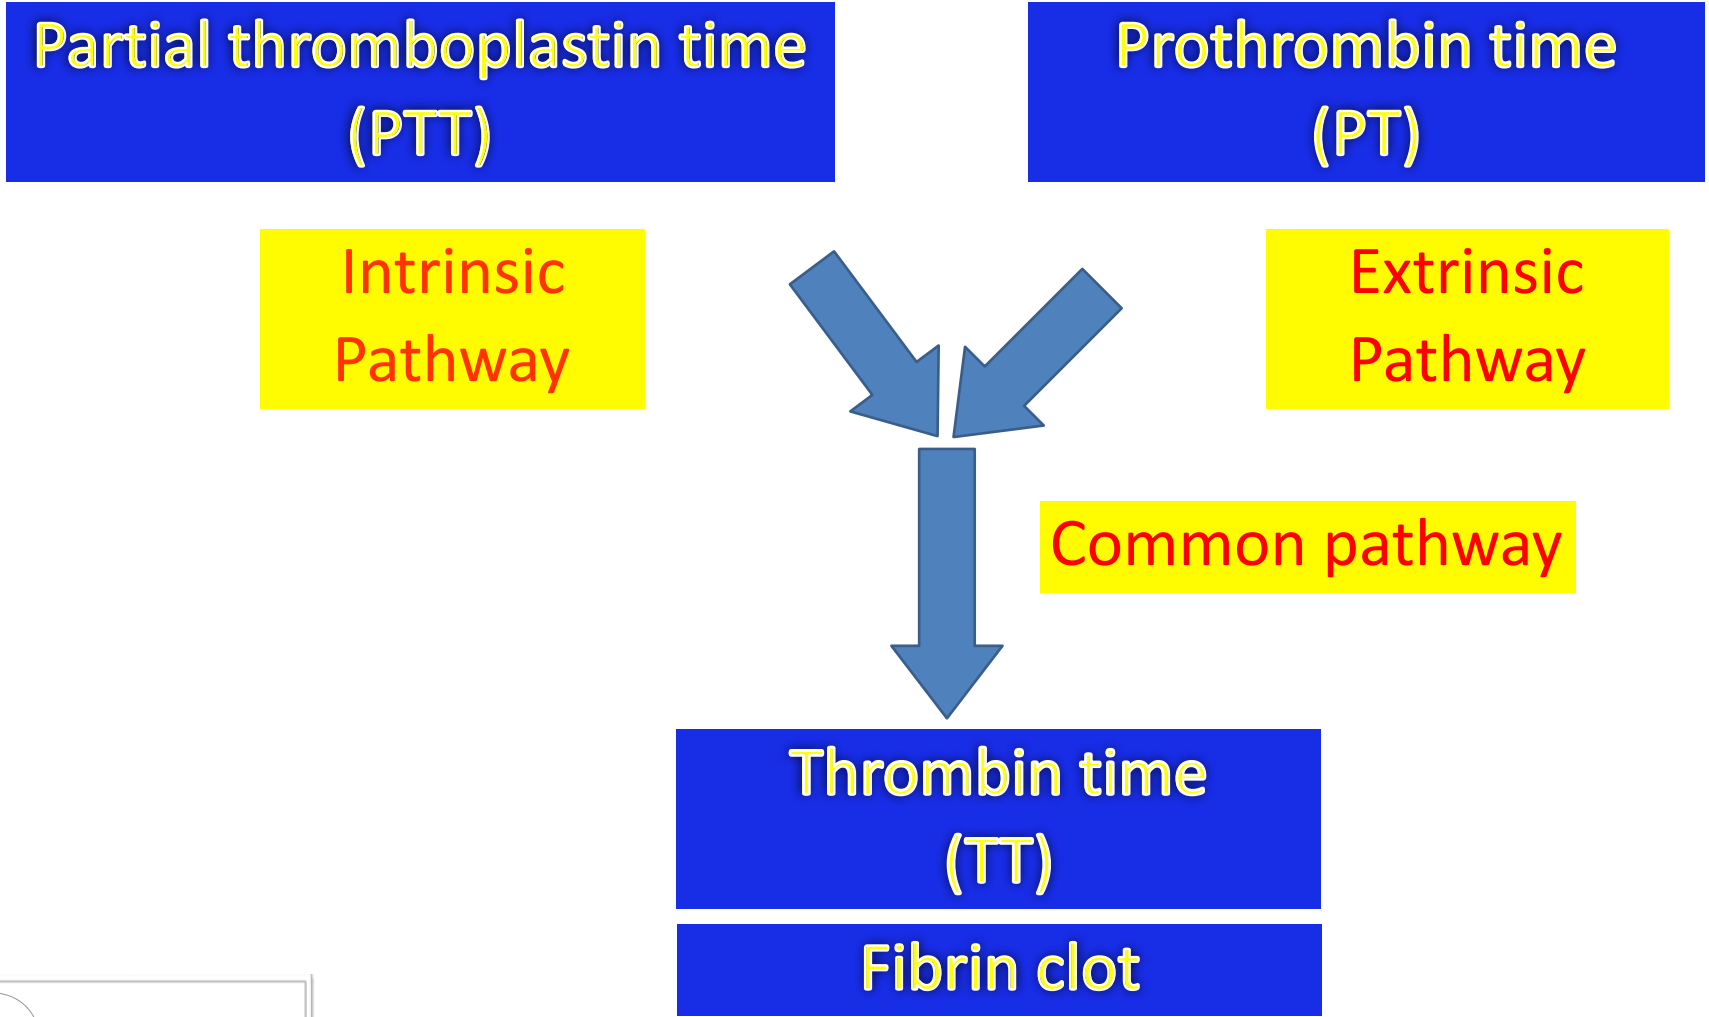 Partial thromboplastin time
(PTT)
Prothrombin time
(PT)
Intrinsic
Pathway
Extrinsic
Pathway
Common pathway
Thrombin time
(TT)
Fibrin clot